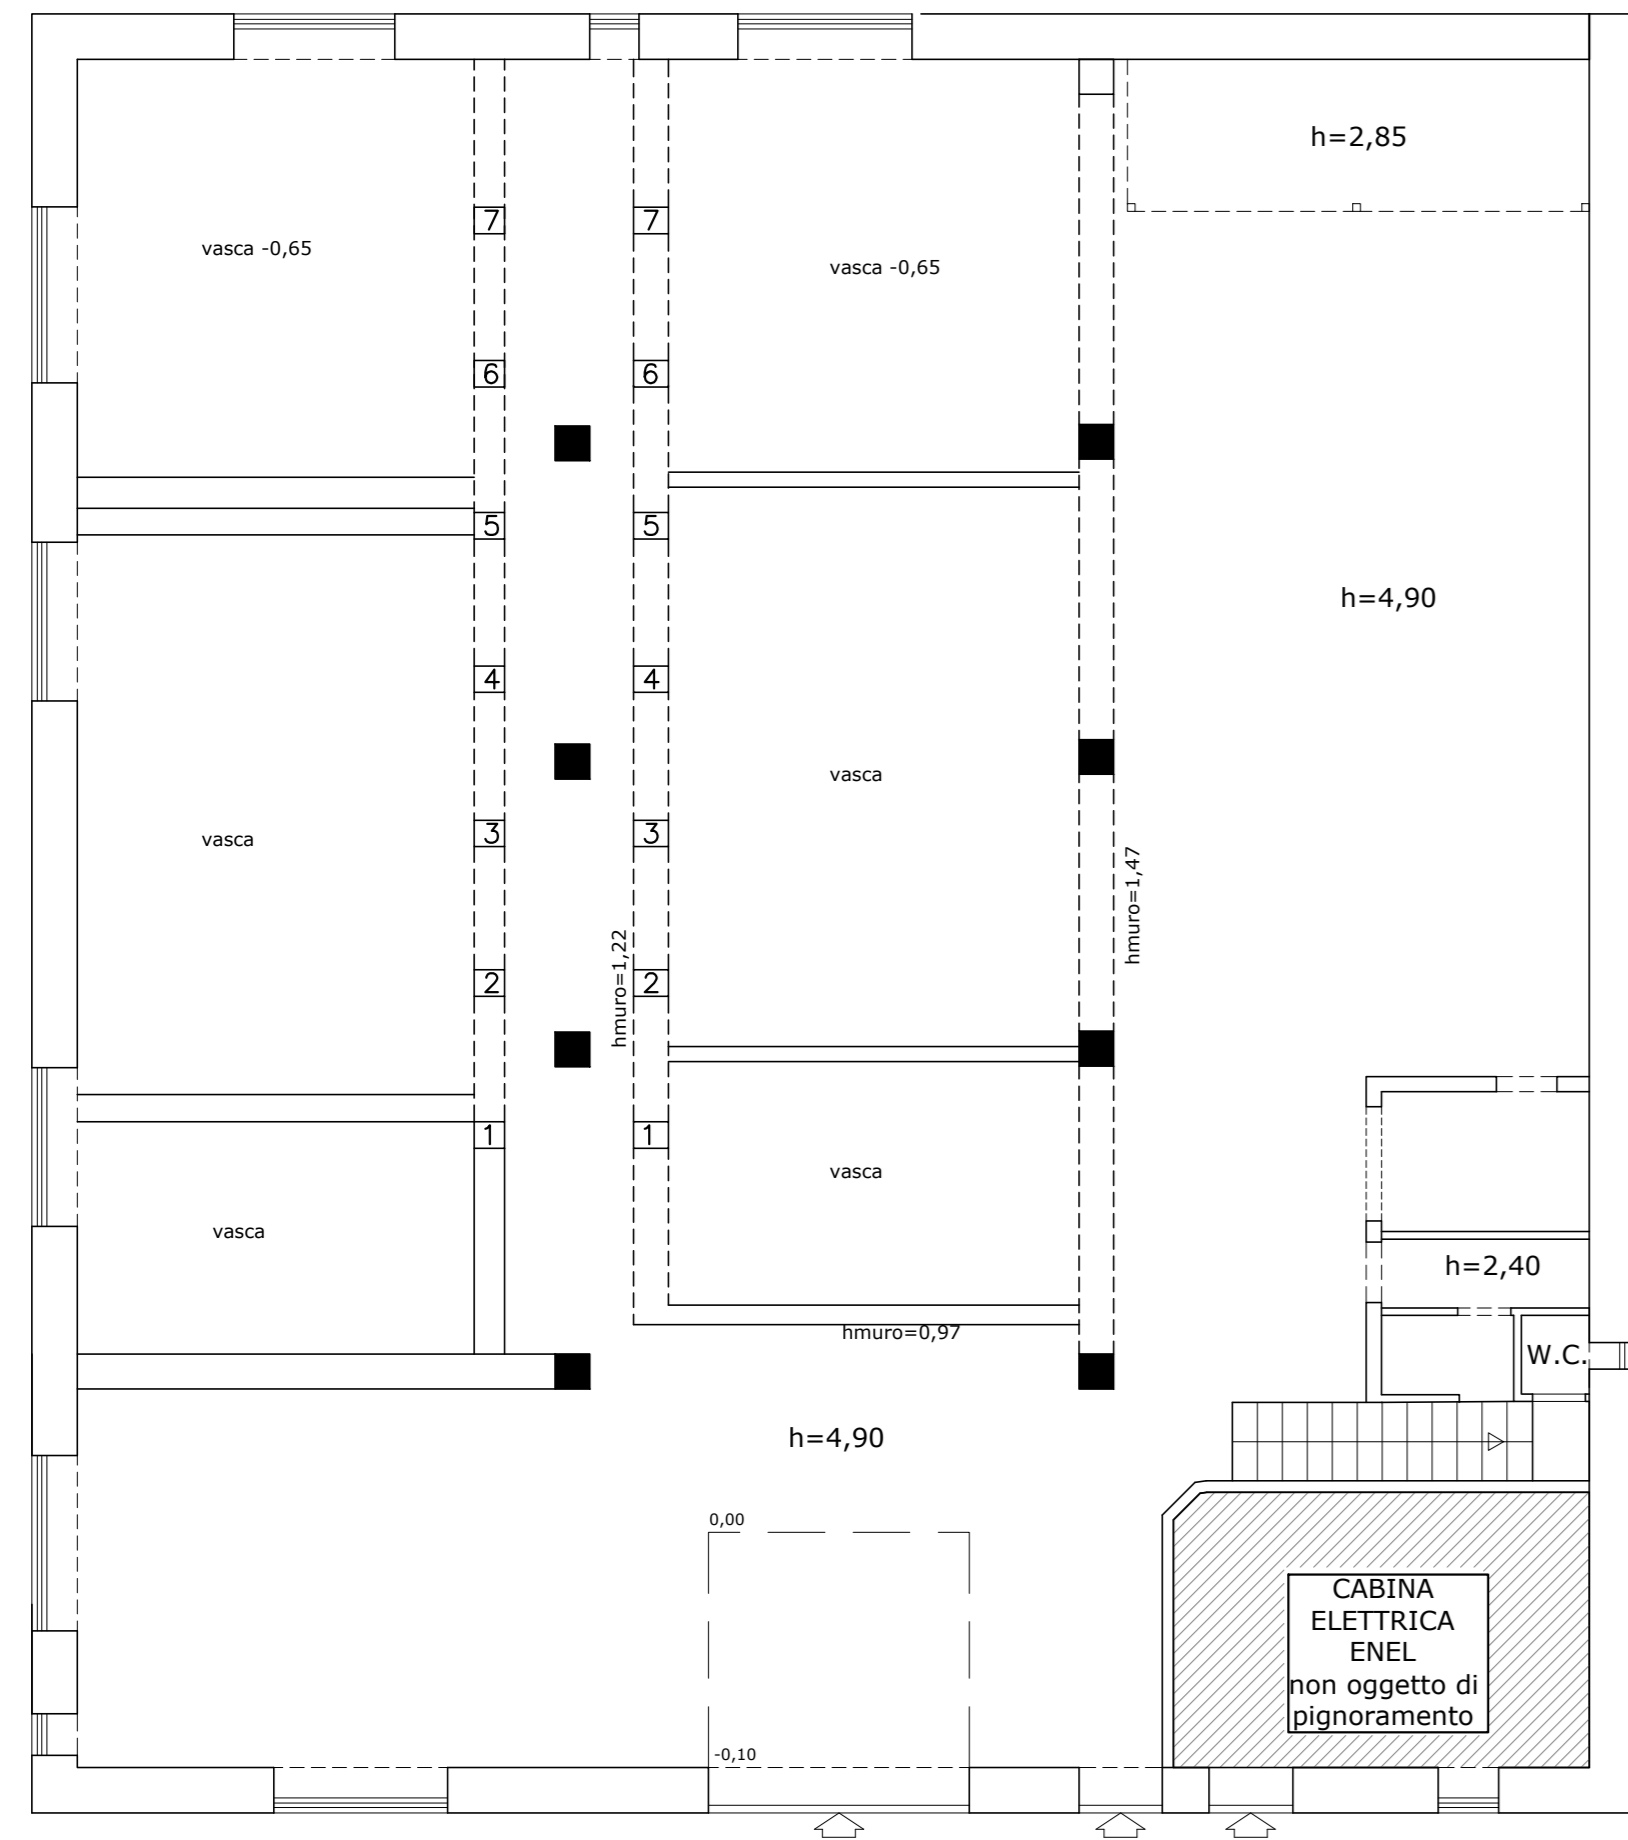 h=2,85
7
7
vasca -0,65
vasca -0,65
6
6
5
5
h=4,90
4
4
vasca
3
3
vasca
hmuro=1,47
hmuro=1,22
2
2
1
1
vasca
vasca
h=2,40
hmuro=0,97
W.C.
h=4,90
0,00
CABINA
ELETTRICA
ENEL
non oggetto di
pignoramento
-0,10